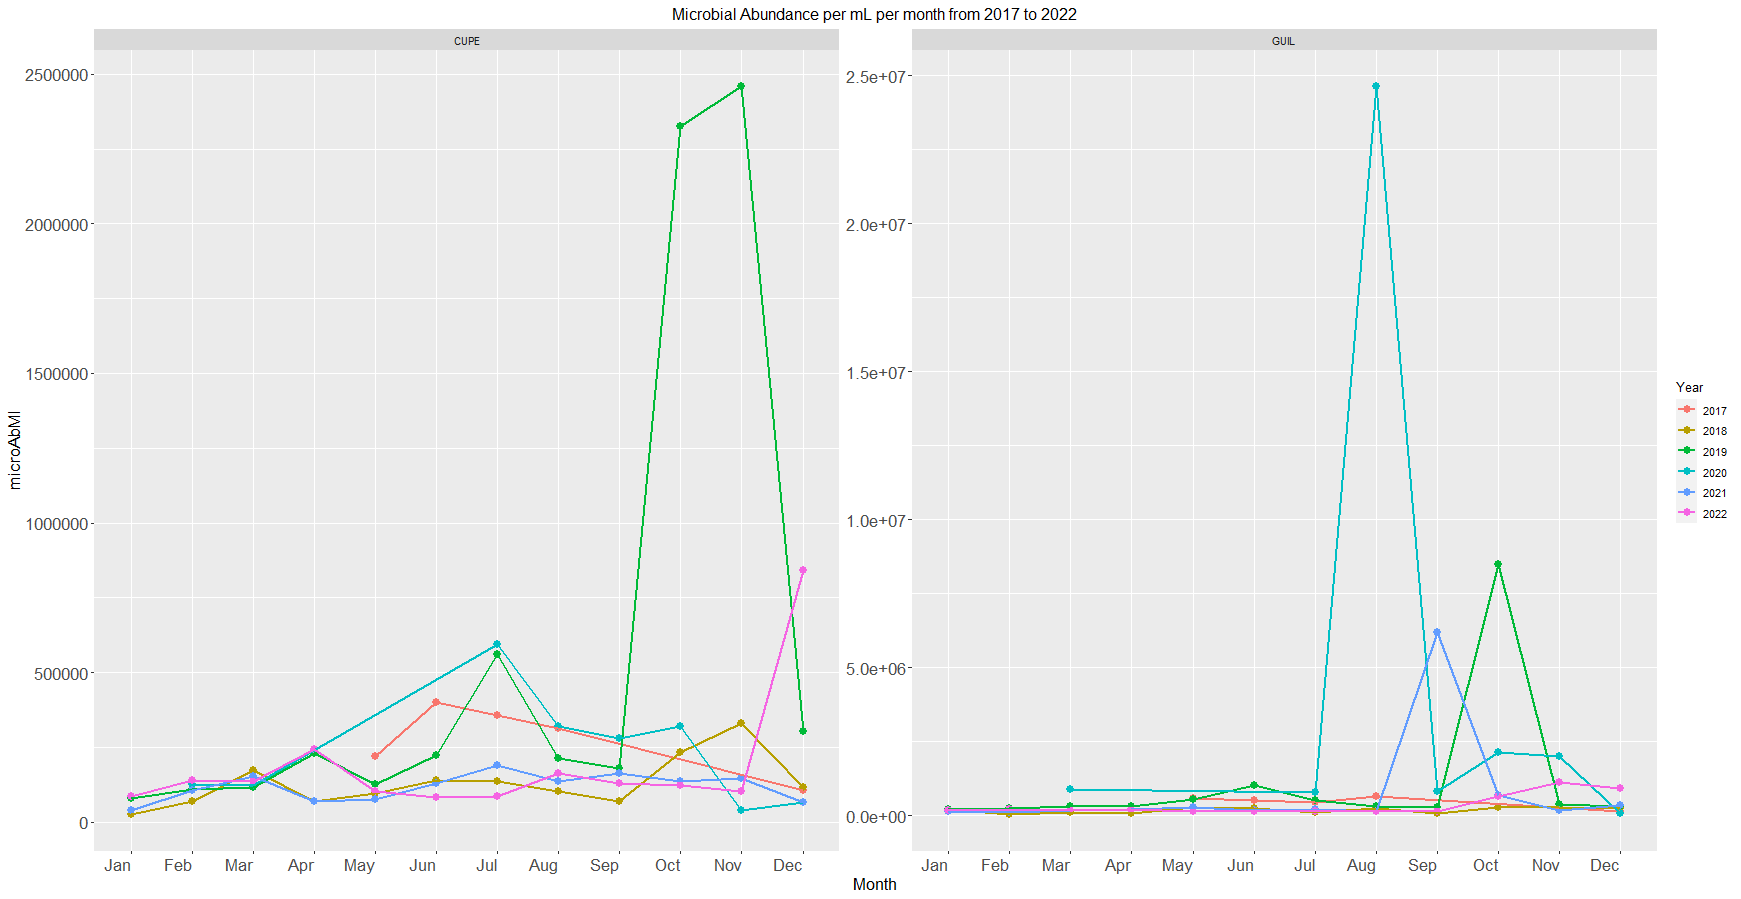 Microbial Abundance per mL per month from 2017 to 2022
CUPE
GUIL
2500000
2000000
1500000
1000000
500000
0
2.5e+07
2.0e+07
1.5e+07
1.0e+07
5.0e+06
0.0e+00
microAbMl
Jan Feb Mar Apr May Jun Jul Aug Sep Oct Nov Dec
Jan Feb Mar Apr May Jun Jul Aug Sep Oct Nov Dec
Month
Year
2017
2018
2019
2020
2021
2022